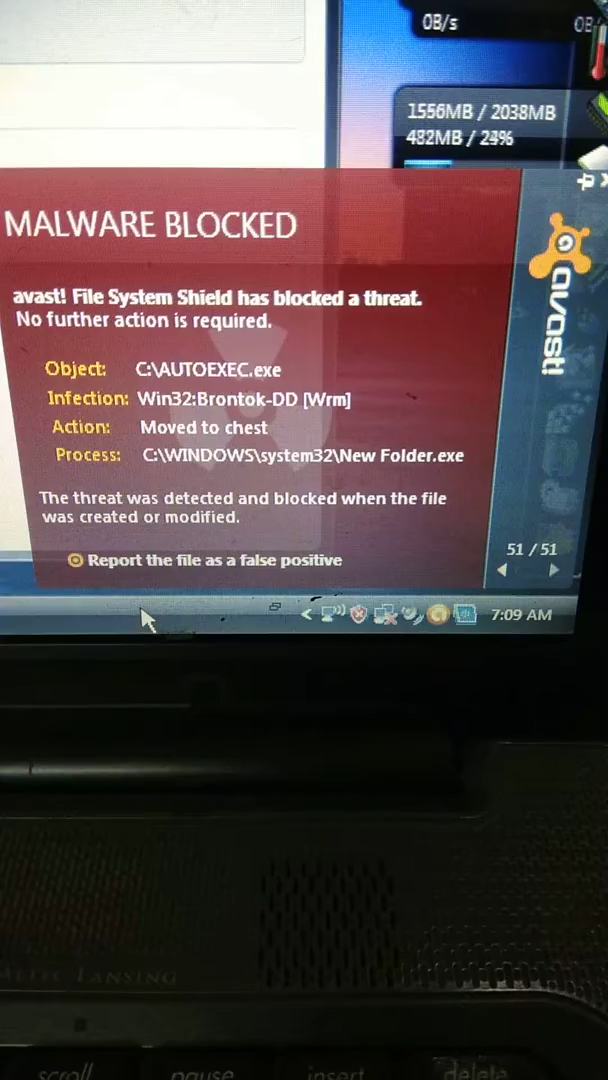 0B/s
0B/
1556MB / 2038MB
482MB / 24%
MALWARE BLOCKED
avast! File System Shield has blocked a threat.
No further action is required.
Object: C:\AUTOEXEC.exe
Infection: Win32:Brontok-DD [Wrm]
Action: Moved to chest
Process: C:\WINDOWS\system32\New Folder.exe
The threat was detected and blocked when the file
was created or modified.
Report the file as a false positive
avast!
51 / 51
7:09 AM
ALTEC LANSING
scroll
pause
insert
delete